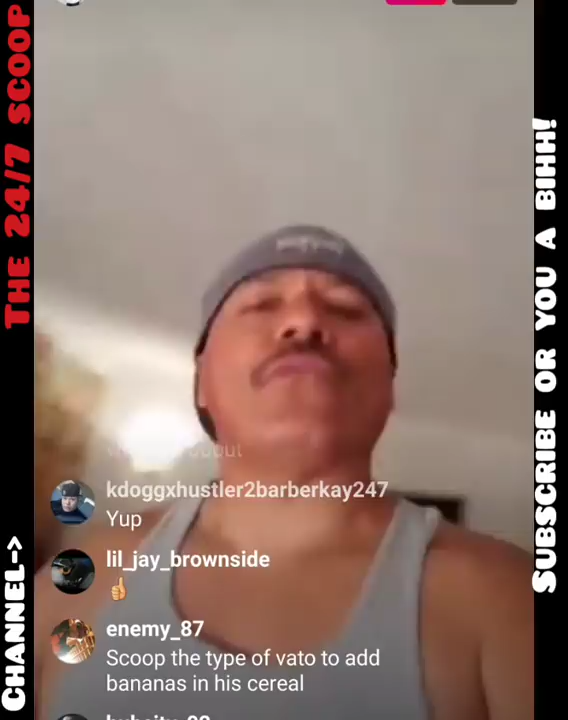 THE 24/7 SCOOP
CHANNEL->
SUBSCRIBE OR YOU A BIHH!
kdoggxhustler2barberkay247
Yup
lil_jay_brownside
👍🏼
enemy_87
Scoop the type of vato to add
bananas in his cereal